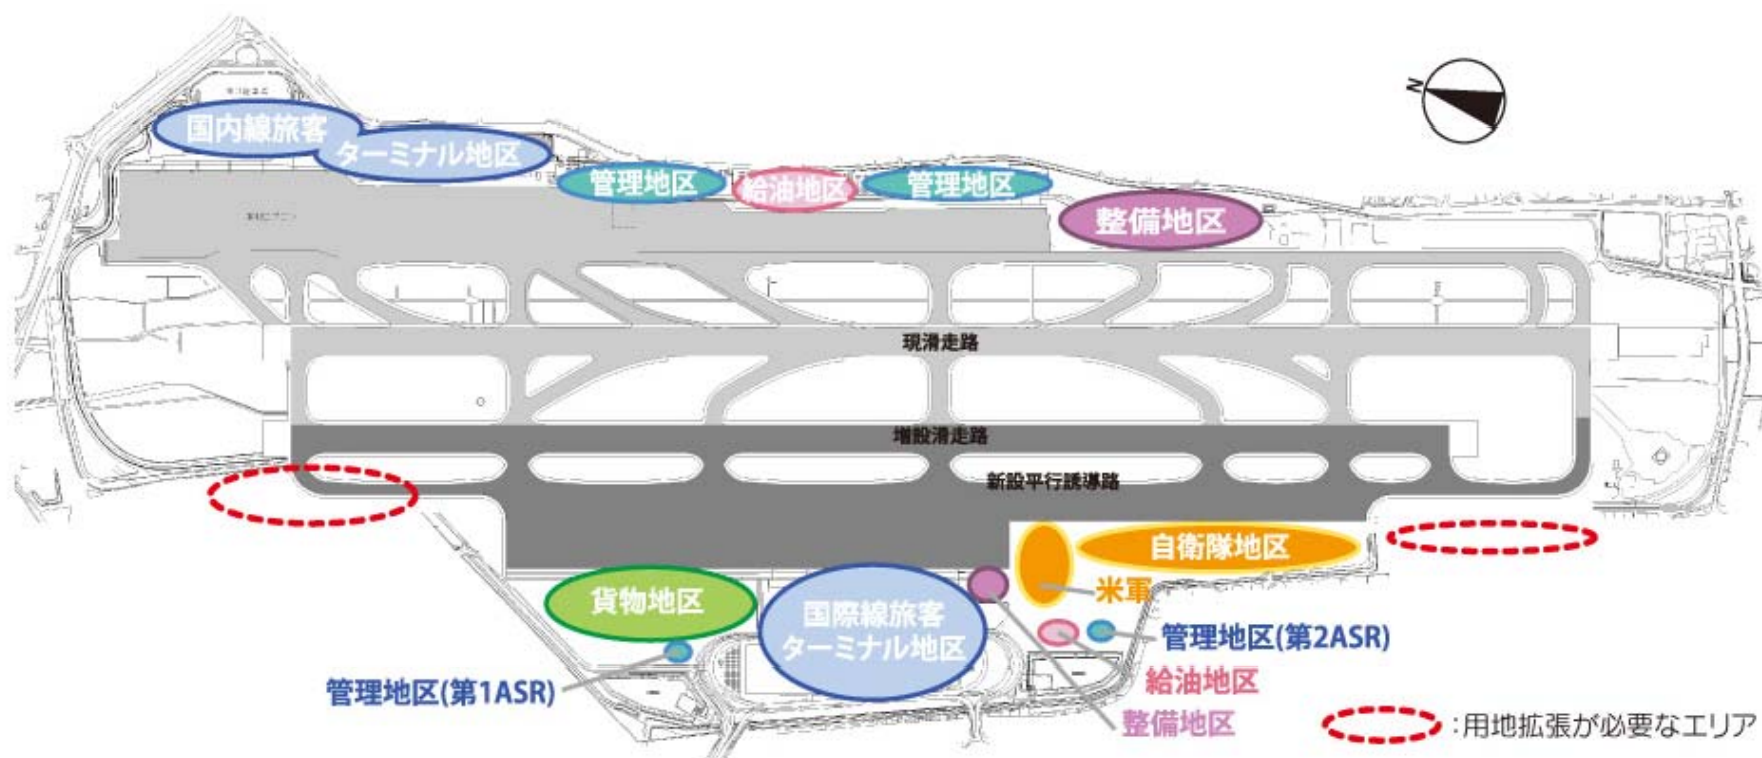 N
国内線旅客
ターミナル地区
管理地区
給油地区
管理地区
整備地区
現滑走路
増設滑走路
新設平行誘導路
自衛隊地区
米軍
貨物地区
国際線旅客
ターミナル地区
管理地区(第2ASR)
管理地区(第1ASR)
給油地区
整備地区
:用地拡張が必要なエリア